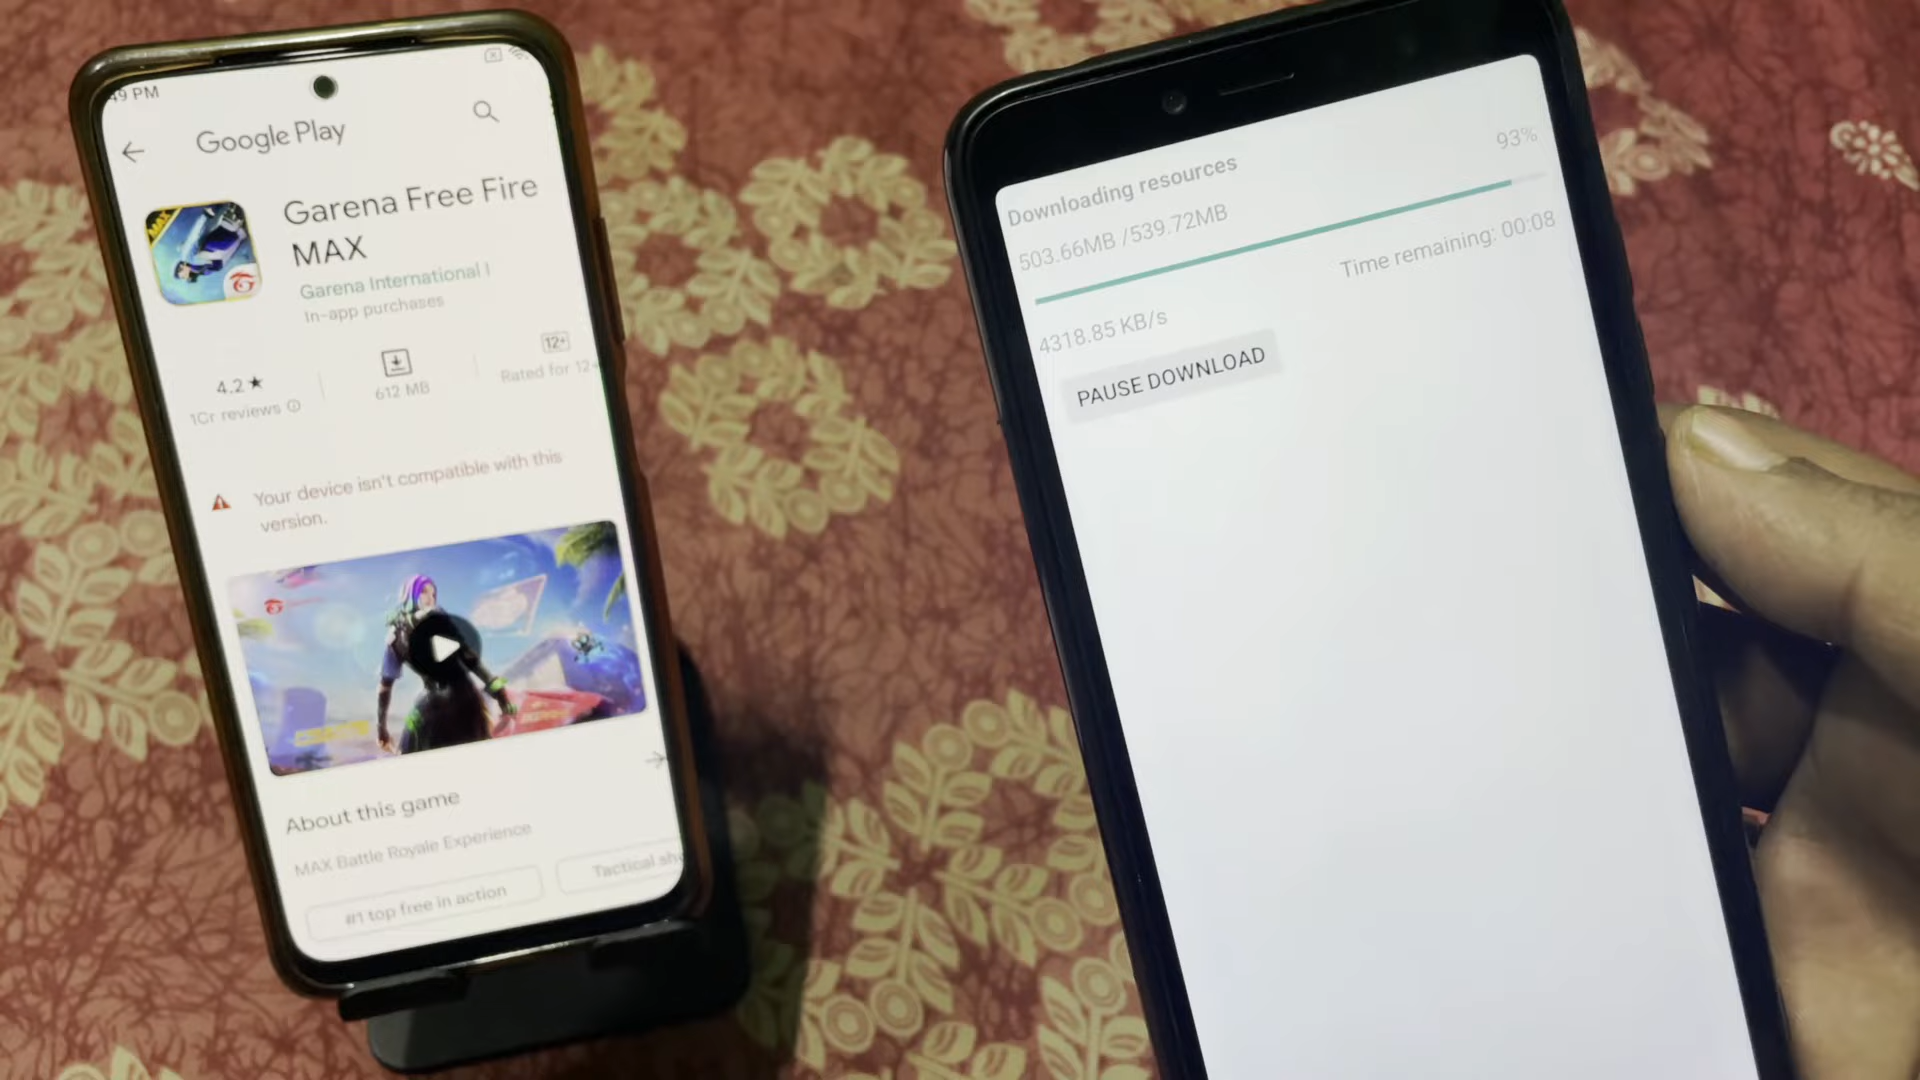 49 PM
Google Play
Garena Free Fire
MAX
Garena International I
In-app purchases
4.2★
1Cr reviews
612 MB
12+
Rated for 12+
Your device isn't compatible with this
version.
About this game
MAX Battle Royale Experience
#1 top free in action
Tactical sho
Downloading resources
93%
503.66MB /539.72MB
Time remaining: 00:08
4318.85 KB/s
PAUSE DOWNLOAD